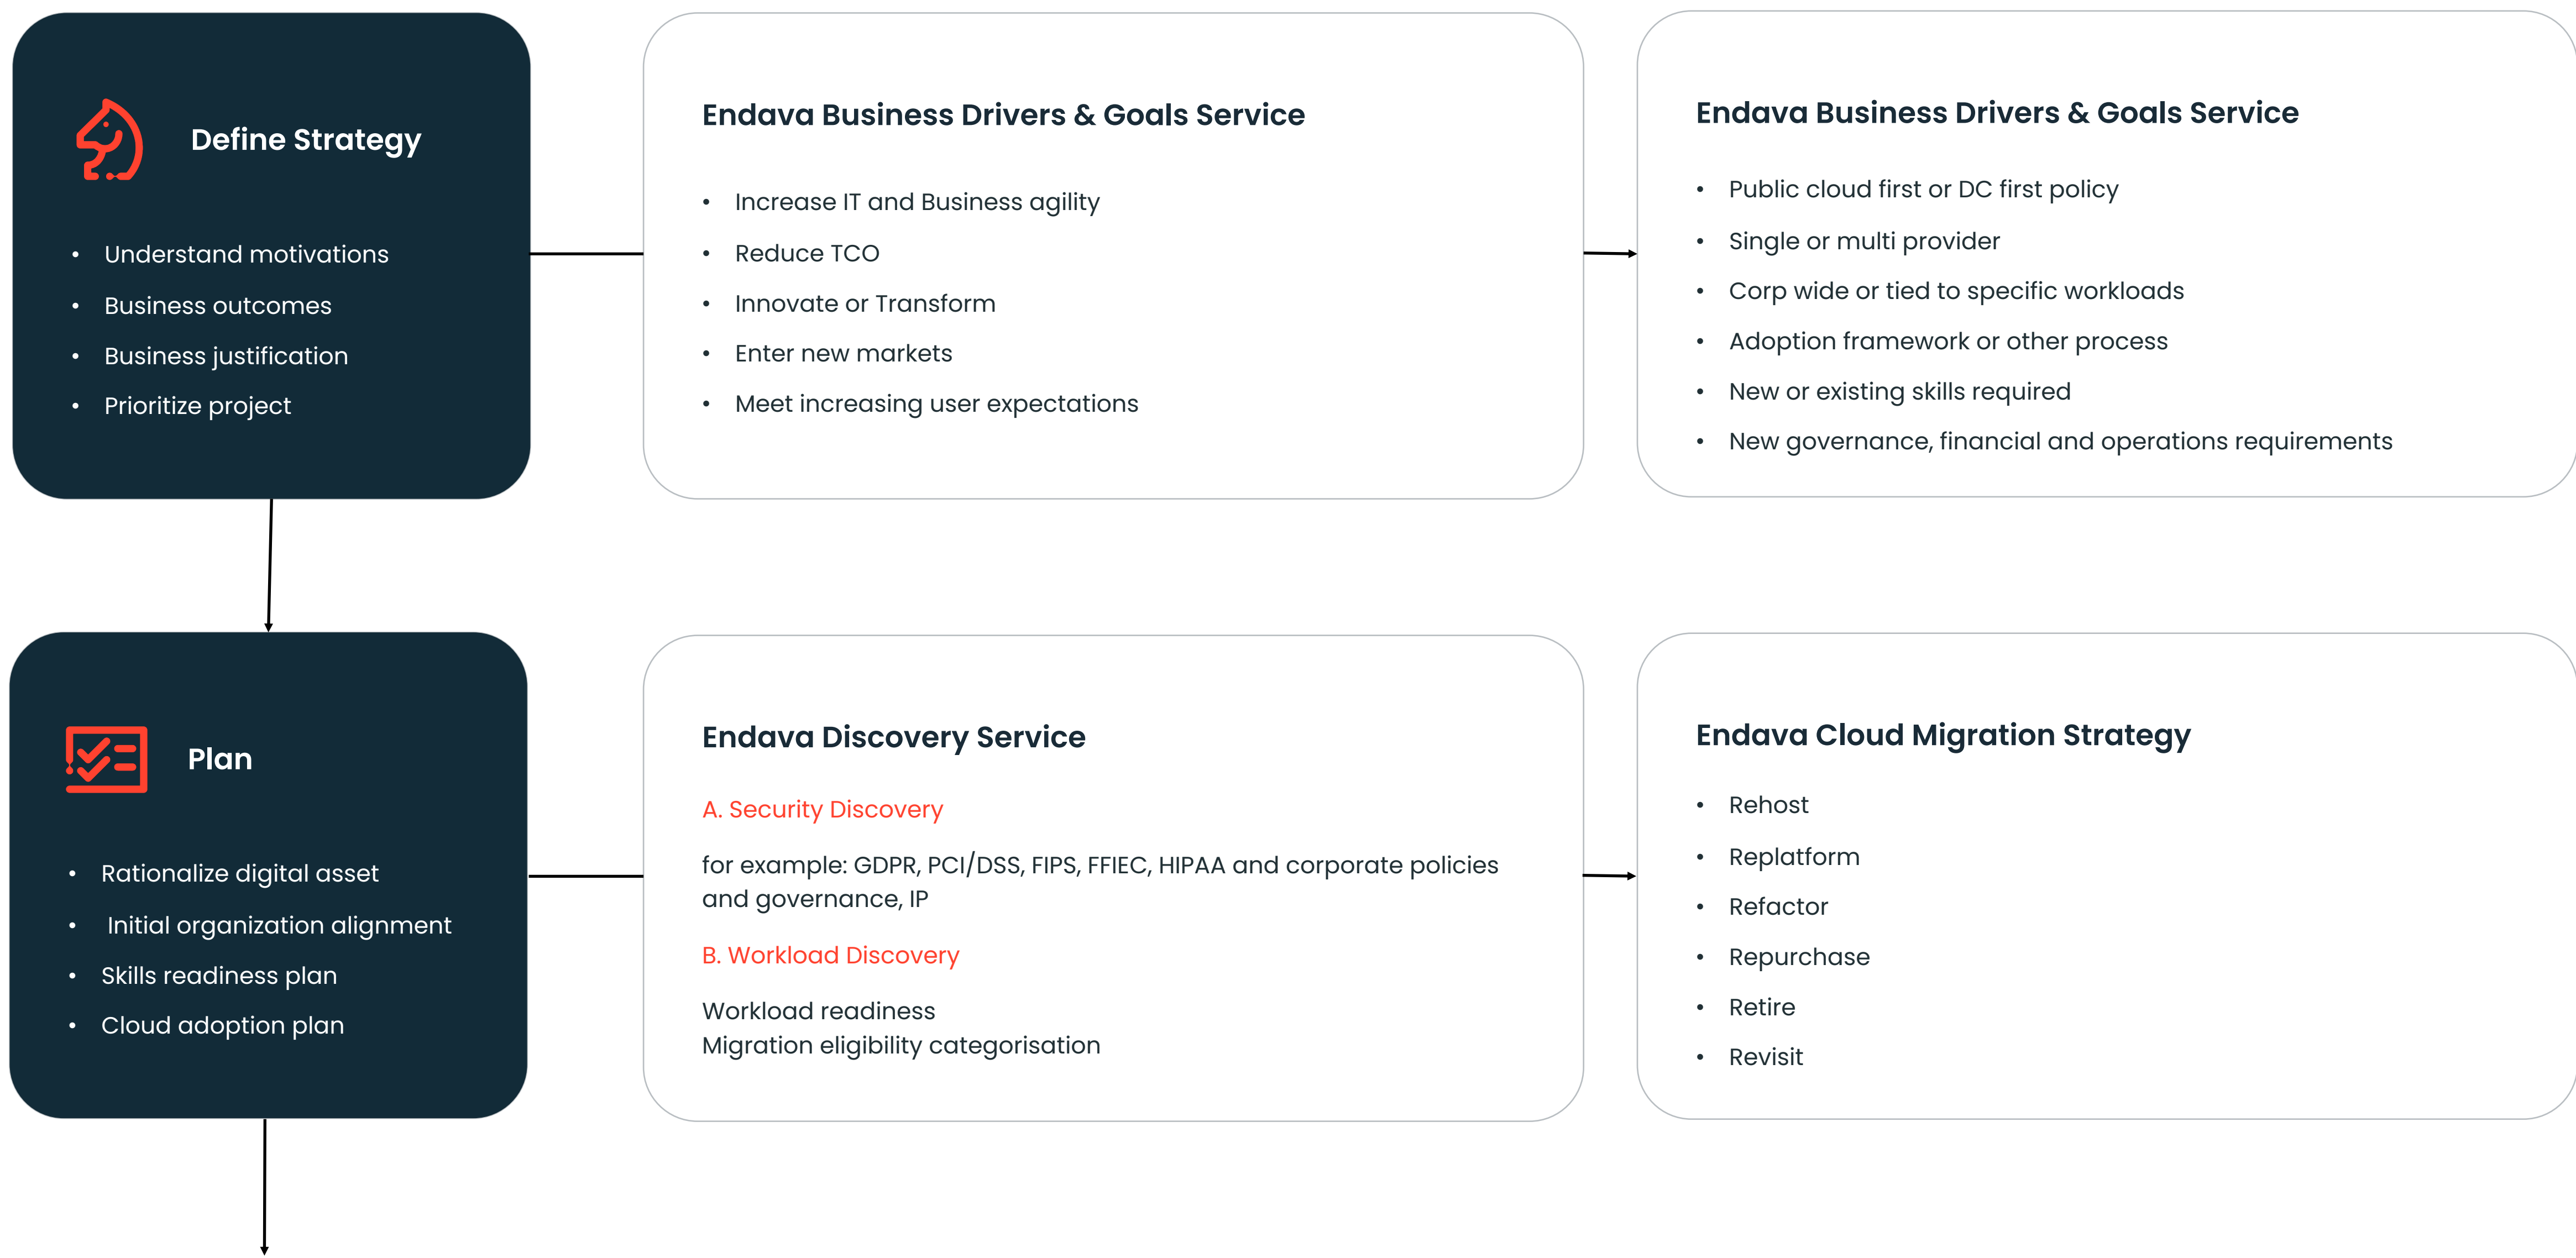 Define Strategy
• Understand motivations
• Business outcomes
• Business justification
• Prioritize project
Endava Business Drivers & Goals Service
• Increase IT and Business agility
• Reduce TCO
• Innovate or Transform
• Enter new markets
• Meet increasing user expectations
Endava Business Drivers & Goals Service
• Public cloud first or DC first policy
• Single or multi provider
• Corp wide or tied to specific workloads
• Adoption framework or other process
• New or existing skills required
• New governance, financial and operations requirements
Plan
• Rationalize digital asset
• Initial organization alignment
• Skills readiness plan
• Cloud adoption plan
Endava Discovery Service
A. Security Discovery
for example: GDPR, PCI/DSS, FIPS, FFIEC, HIPAA and corporate policies
and governance, IP
B. Workload Discovery
Workload readiness
Migration eligibility categorisation
Endava Cloud Migration Strategy
• Rehost
• Replatform
• Refactor
• Repurchase
• Retire
• Revisit